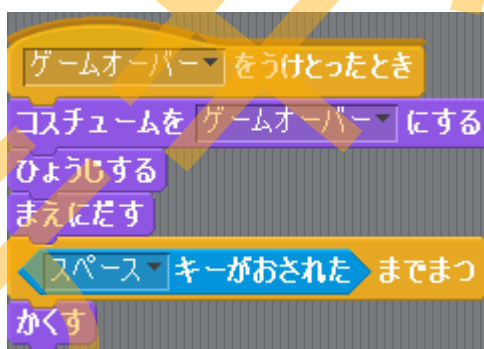 ゲームオーバー をうけとったとき
コスチュームを ゲームオーバー にする
ひょうじする
まえにだす
スペース キーがおされた までまつ
かくす